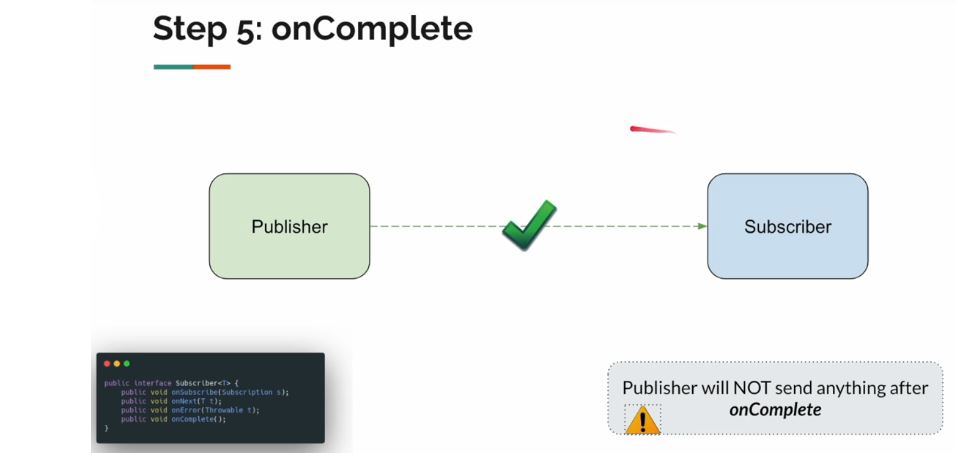 Step 5: onComplete
Publisher
Subscriber
public interface Subscriber<T> {
    public void onSubscribe(Subscription s);
    public void onNext(T t);
    public void onError(Throwable t);
    public void onComplete();
}
Publisher will NOT send anything after
onComplete